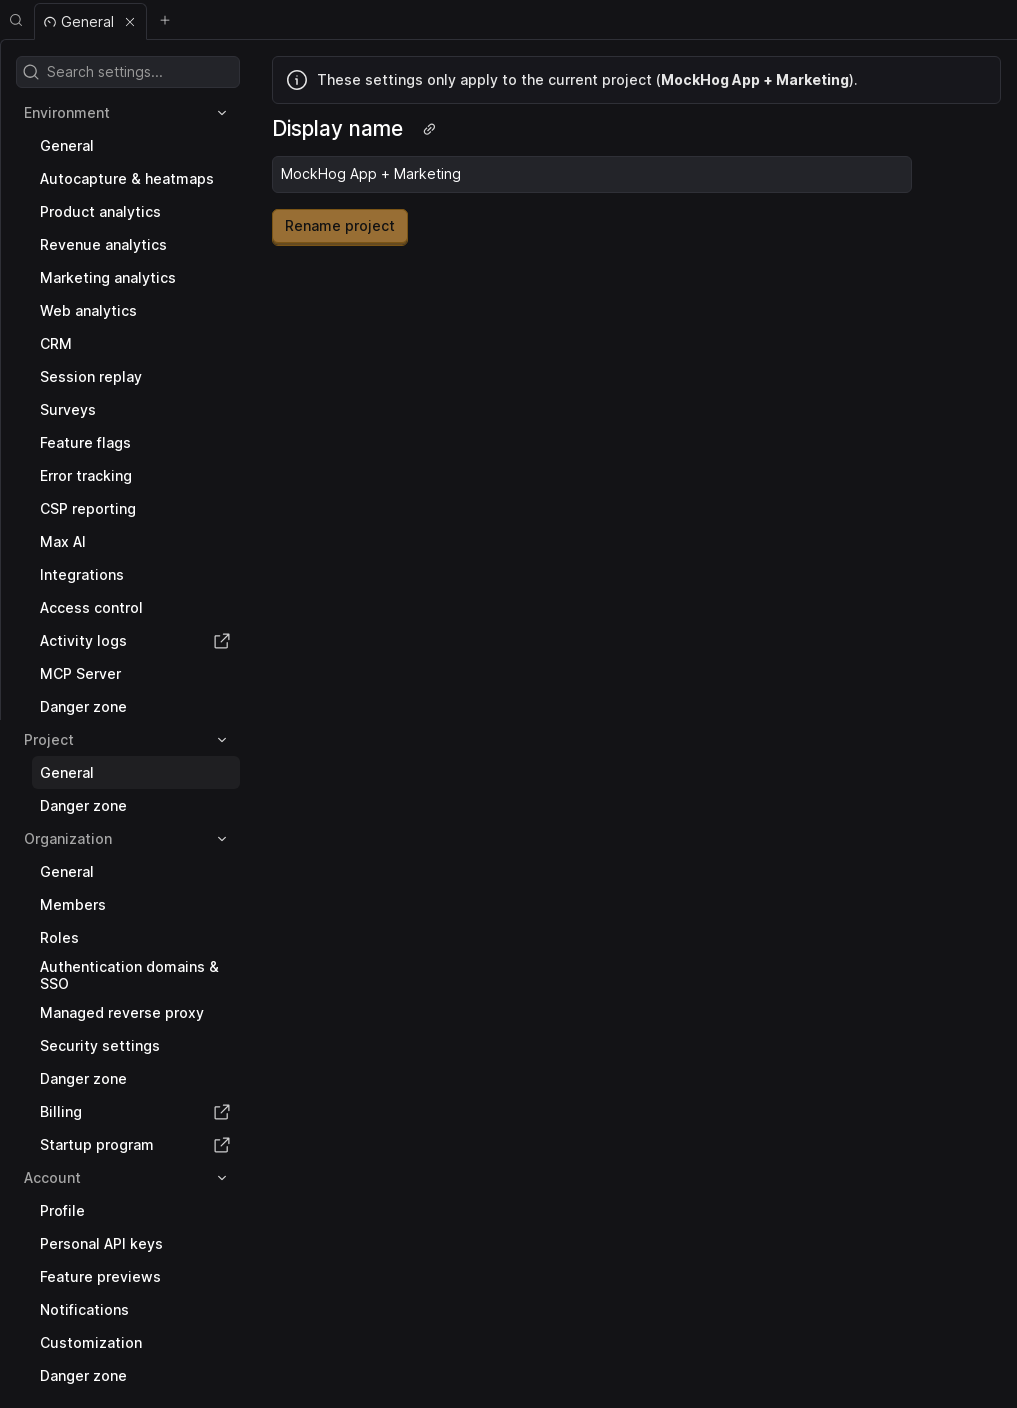 General
Search settings...
These settings only apply to the current project (MockHog App + Marketing).
Display name
MockHog App + Marketing
Rename project
Environment
General
Autocapture & heatmaps
Product analytics
Revenue analytics
Marketing analytics
Web analytics
CRM
Session replay
Surveys
Feature flags
Error tracking
CSP reporting
Max AI
Integrations
Access control
Activity logs
MCP Server
Danger zone
Project
General
Danger zone
Organization
General
Members
Roles
Authentication domains &
SSO
Managed reverse proxy
Security settings
Danger zone
Billing
Startup program
Account
Profile
Personal API keys
Feature previews
Notifications
Customization
Danger zone